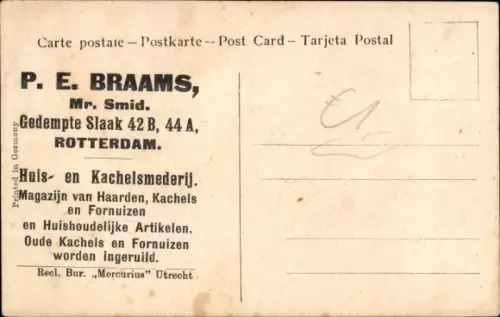 Carte postale — Postkarte -- Post Card — Tarjeta Postal
P. E. BRAAMS,
Mr. Smid.
Gedempte Slaak 42 B, 44 A,
ROTTERDAM.
Huis- en Kachelsmederij.
Magazijn van Haarden, Kachels
en Fornuizen
en Huishoudelijke Artikelen.
Oude Kachels en Fornuizen
worden ingeruild.
Recl. Bur. „Mercurius" Utrecht
Printed in Germany